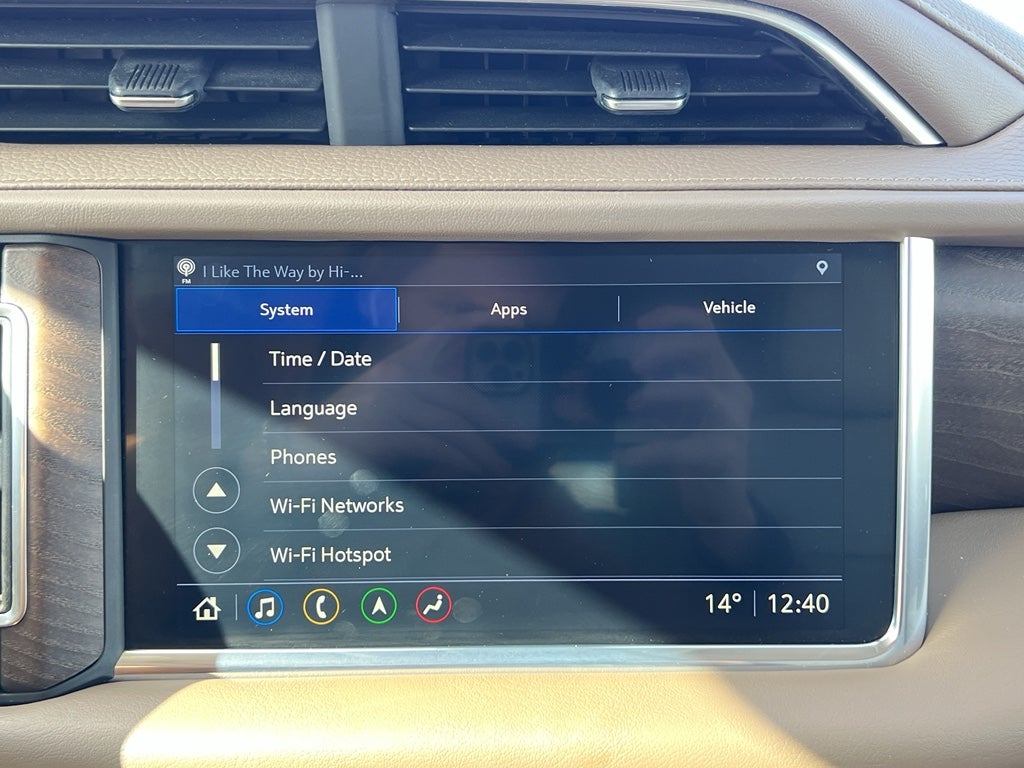 I Like The Way by Hi-...
FM
System Apps Vehicle
Time / Date
Language
Phones
Wi-Fi Networks
Wi-Fi Hotspot
14° 12:40